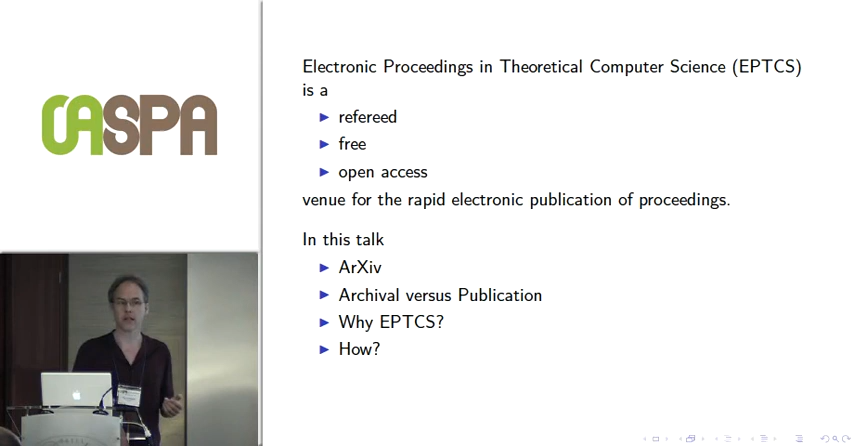 OASPA
Electronic Proceedings in Theoretical Computer Science (EPTCS)
is a
refereed
free
open access
venue for the rapid electronic publication of proceedings.
In this talk
ArXiv
Archival versus Publication
Why EPTCS?
How?